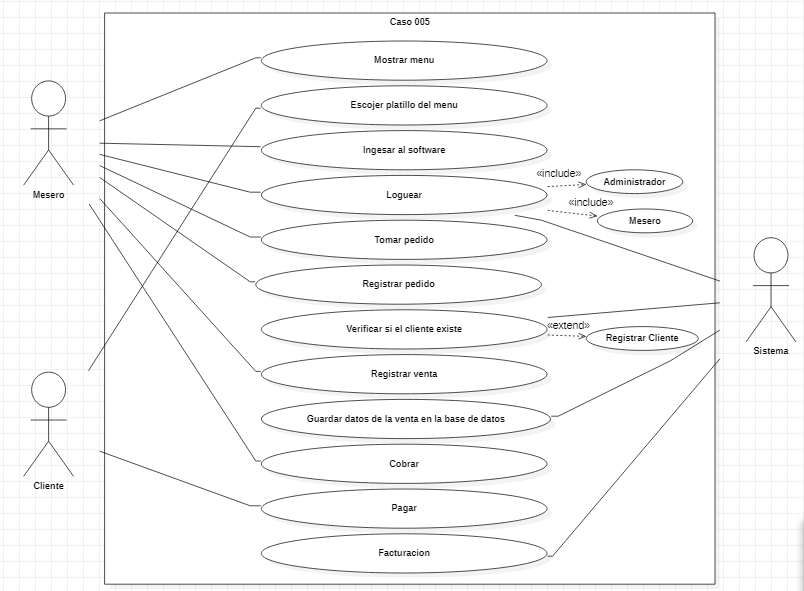 Caso 005
Mostrar menu
Escojer platillo del menu
Ingesar al software
Mesero
Loguear
«include»
Administrador
«include»
Mesero
Tomar pedido
Registrar pedido
Verificar si el cliente existe
«extend»
Registrar Cliente
Sistema
Registrar venta
Guardar datos de la venta en la base de datos
Cobrar
Cliente
Pagar
Facturacion